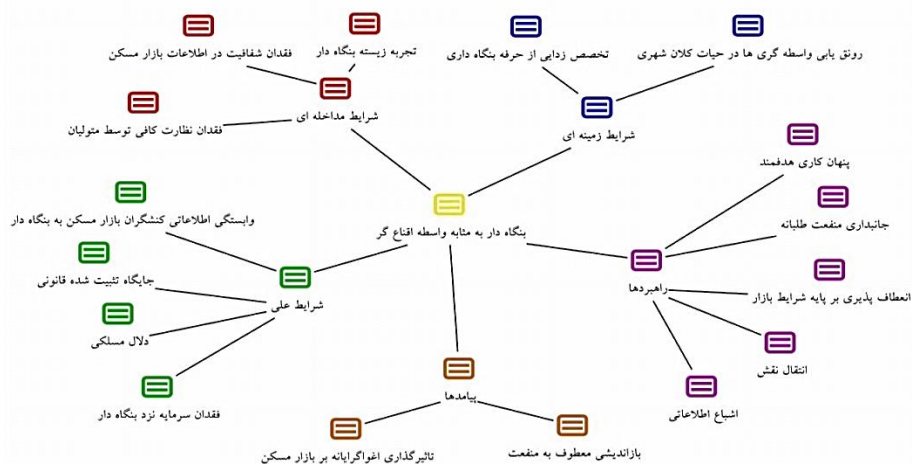 رونق یابی واسطه گری ها در حیات کلان شهری
تخصص زدایی از حرفه بنگاه داری
تجربه زیسته بنگاه دار
فقدان شفافیت در اطلاعات بازار مسکن
شرایط زمینه ای
شرایط مداخله ای
فقدان نظارت کافی توسط متولیان
پنهان کاری هدفمند
جانبداری منفعت طلبانه
بنگاه دار به مثابه واسطه اقناع گر
وابستگی اطلاعاتی کنشگران بازار مسکن به بنگاه دار
جایگاه تثبیت شده قانونی
راهبردها
انعطاف پذیری بر پایه شرایط بازار
شرایط علی
دلال مسلکی
انتقال نقش
پیامدها
فقدان سرمایه نزد بنگاه دار
اشباع اطلاعاتی
بازاندیشی معطوف به منفعت
تاثیرگذاری اغواگرایانه بر بازار مسکن